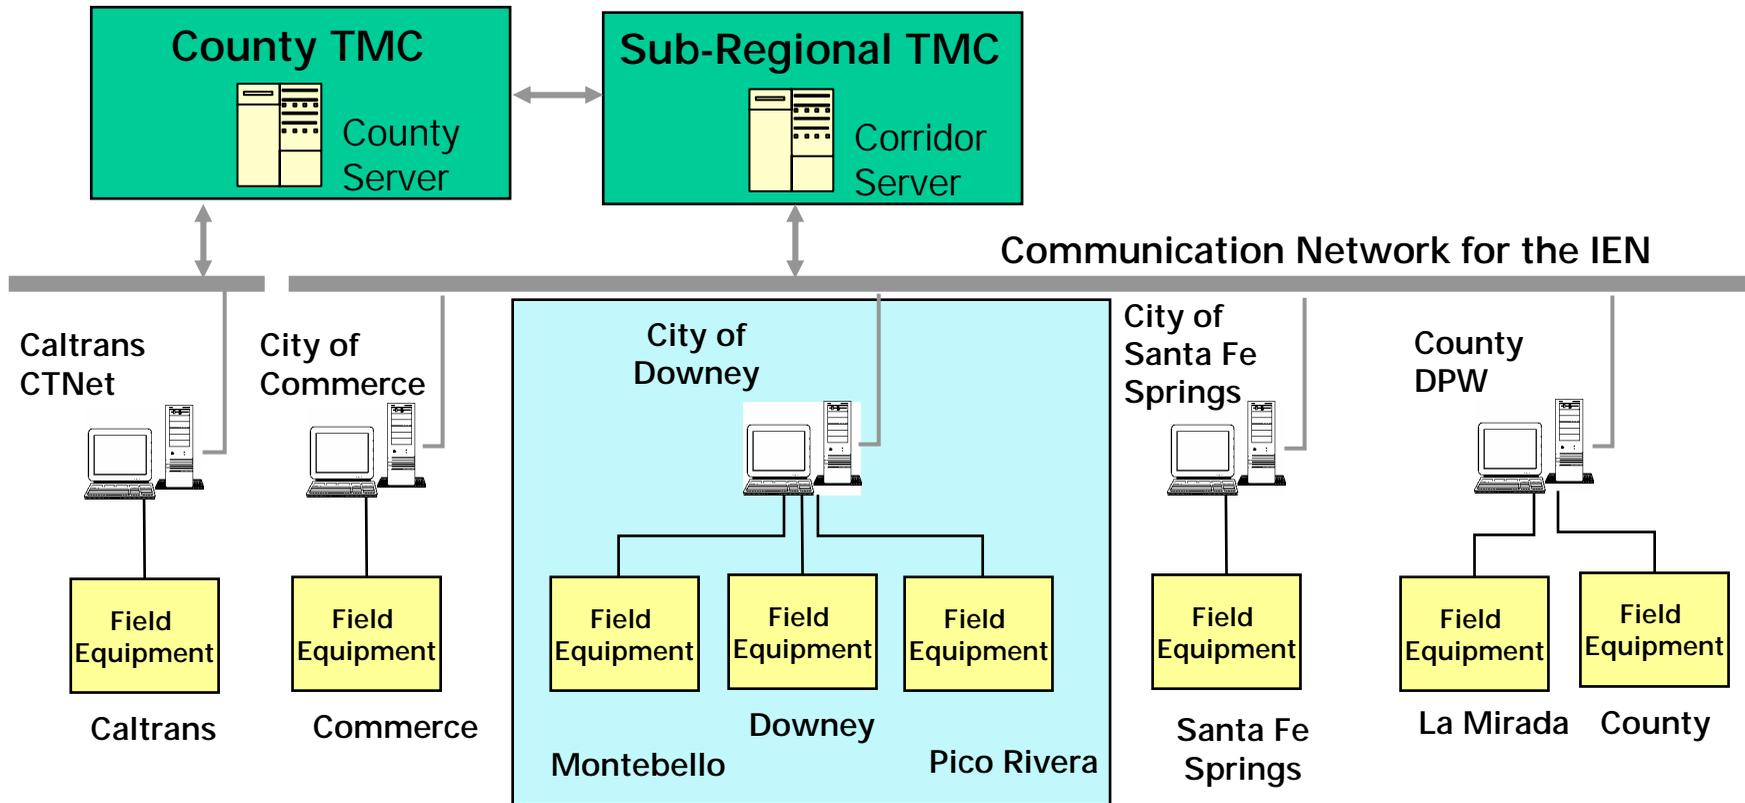 County TMC
County
Server
Sub-Regional TMC
Corridor
Server
Communication Network for the IEN
Caltrans
CTNet
City of
Commerce
City of
Downey
City of
Santa Fe
Springs
County
DPW
Field
Equipment
Field
Equipment
Field
Equipment
Field
Equipment
Field
Equipment
Field
Equipment
Field
Equipment
Field
Equipment
Caltrans
Commerce
Montebello
Downey
Pico Rivera
Santa Fe
Springs
La Mirada
County